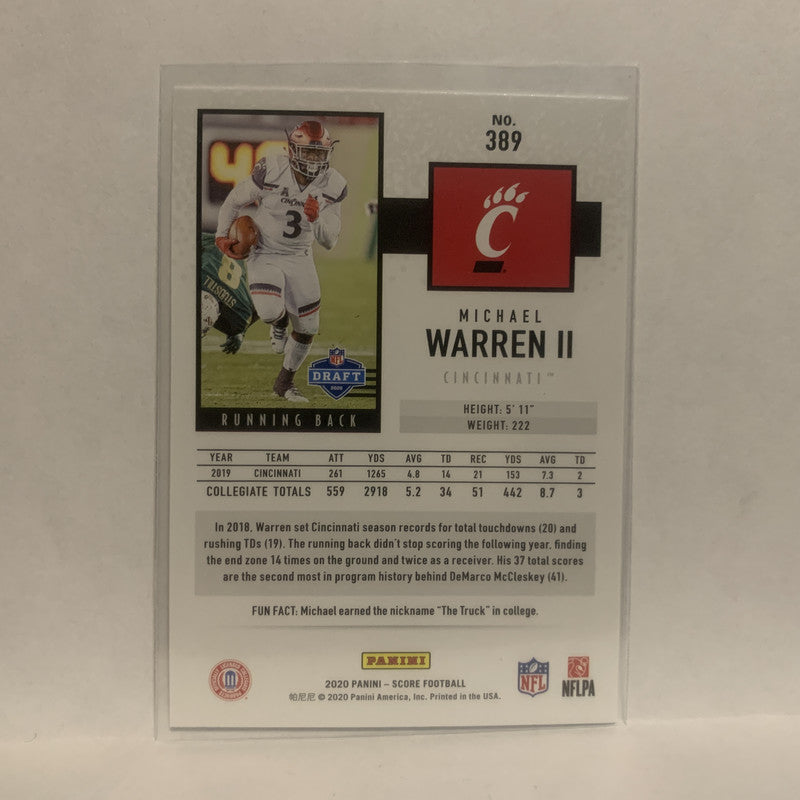 No.
389
CINCINNATI
3
8
NFL
DRAFT
2020
RUNNING BACK
C
MICHAEL
WARREN II
CINCINNATI™
HEIGHT: 5' 11"
WEIGHT: 222
YEAR TEAM ATT YDS AVG TD REC YDS AVG TD
2019 CINCINNATI 261 1265 4.8 14 21 153 7.3 2
COLLEGIATE TOTALS 559 2918 5.2 34 51 442 8.7 3
In 2018, Warren set Cincinnati season records for total touchdowns (20) and
rushing TDs (19). The running back didn't stop scoring the following year, finding
the end zone 14 times on the ground and twice as a receiver. His 37 total scores
are the second most in program history behind DeMarco McCleskey (41).
FUN FACT: Michael earned the nickname "The Truck" in college.
PANINI
2020 PANINI – SCORE FOOTBALL
帕尼尼 © 2020 Panini America, Inc. Printed in the USA.
NFL
NFLPA